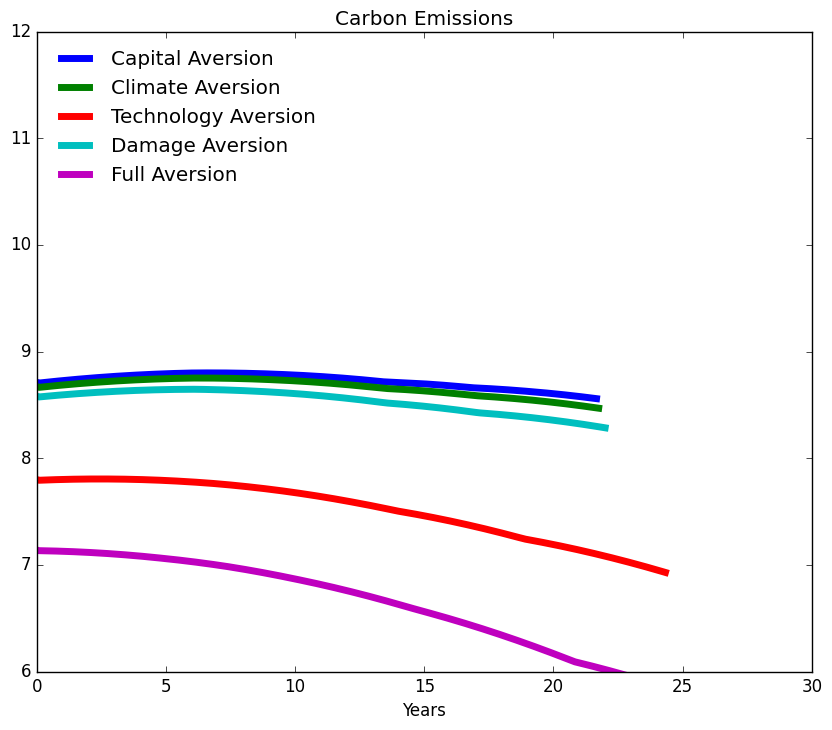 Carbon Emissions
12
Capital Aversion
Climate Aversion
Technology Aversion
Damage Aversion
Full Aversion
11
10
9
8
7
6
0 5 10 15 20 25 30
Years